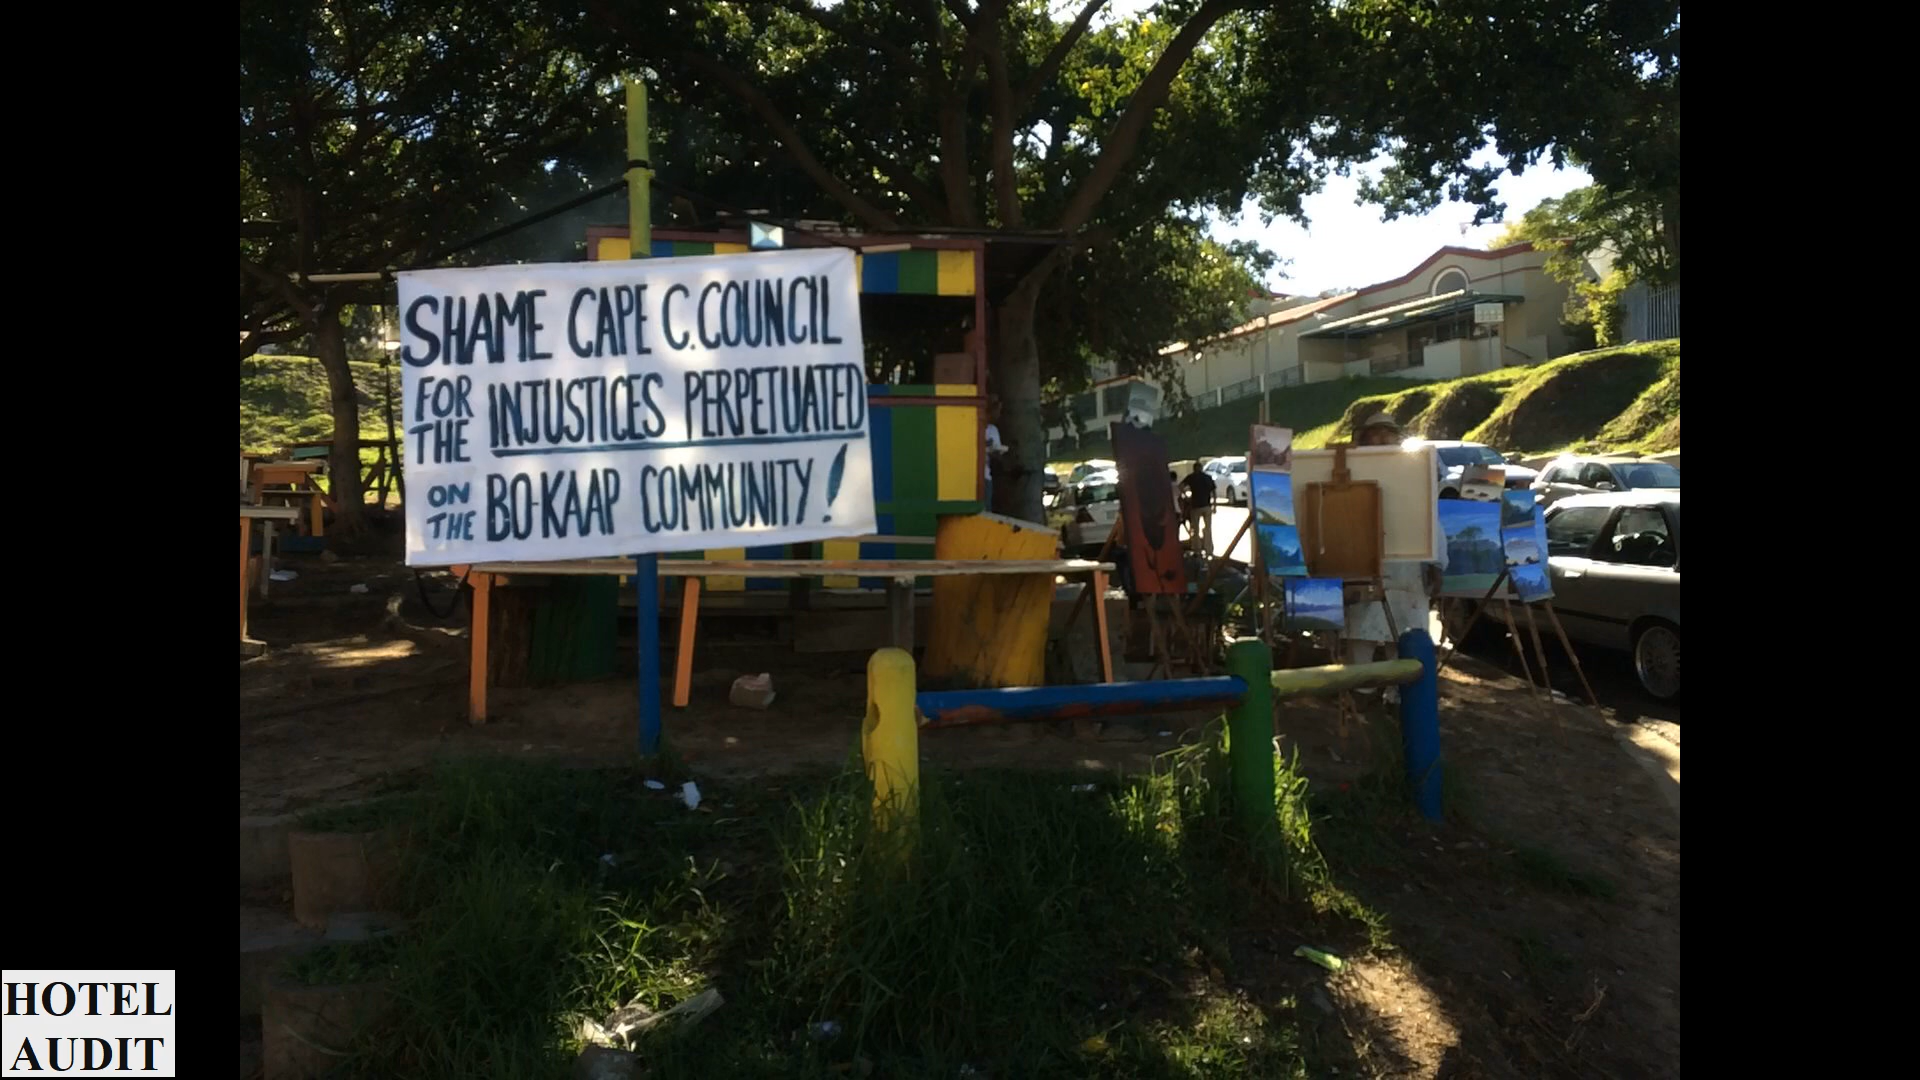 SHAME CAPE C.COUNCIL
FOR THE INJUSTICES PERPETUATED
ON THE BO-KAAP COMMUNITY!
HOTEL
AUDIT